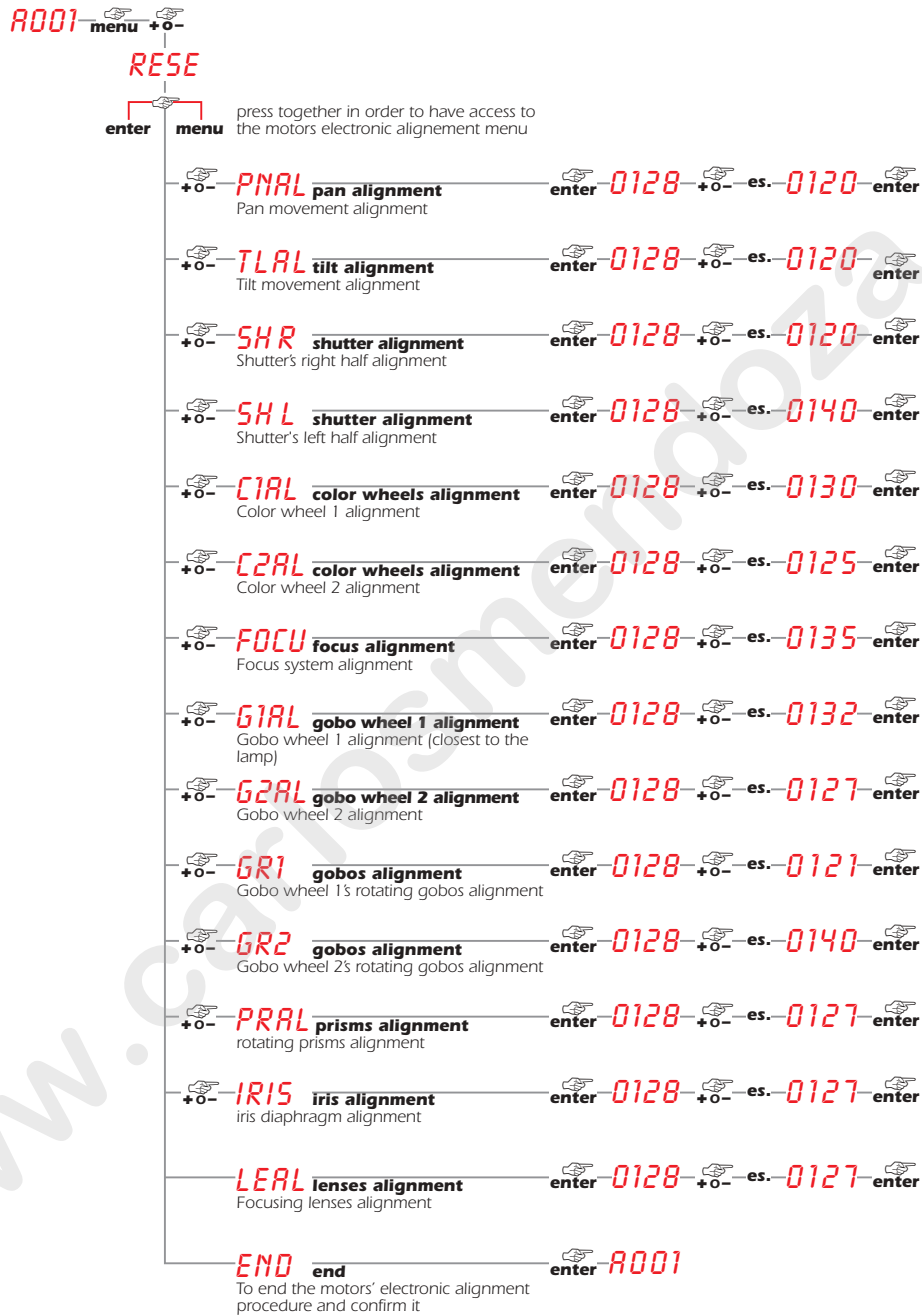 A001 menu +o-
RESE
enter menu press together in order to have access to
the motors electronic alignement menu
+o- PNAL pan alignment enter 0128 +o- es. 0120 enter
Pan movement alignment
+o- TLAL tilt alignment enter 0128 +o- es. 0120 enter
Tilt movement alignment
+o- SH R shutter alignment enter 0128 +o- es. 0120 enter
Shutter's right half alignment
+o- SH L shutter alignment enter 0128 +o- es. 0140 enter
Shutter's left half alignment
+o- C1AL color wheels alignment enter 0128 +o- es. 0130 enter
Color wheel 1 alignment
+o- C2AL color wheels alignment enter 0128 +o- es. 0125 enter
Color wheel 2 alignment
+o- FOCU focus alignment enter 0128 +o- es. 0135 enter
Focus system alignment
+o- G1AL gobo wheel 1 alignment enter 0128 +o- es. 0132 enter
Gobo wheel 1 alignment (closest to the
lamp)
+o- G2AL gobo wheel 2 alignment enter 0128 +o- es. 0127 enter
Gobo wheel 2 alignment
+o- GR1 gobos alignment enter 0128 +o- es. 0121 enter
Gobo wheel 1's rotating gobos alignment
+o- GR2 gobos alignment enter 0128 +o- es. 0140 enter
Gobo wheel 2's rotating gobos alignment
+o- PRAL prisms alignment enter 0128 +o- es. 0127 enter
rotating prisms alignment
+o- IRIS iris alignment enter 0128 +o- es. 0127 enter
iris diaphragm alignment
LEAL lenses alignment enter 0128 +o- es. 0127 enter
Focusing lenses alignment
END end enter A001
To end the motors' electronic alignment
procedure and confirm it
w.carlosmendoza